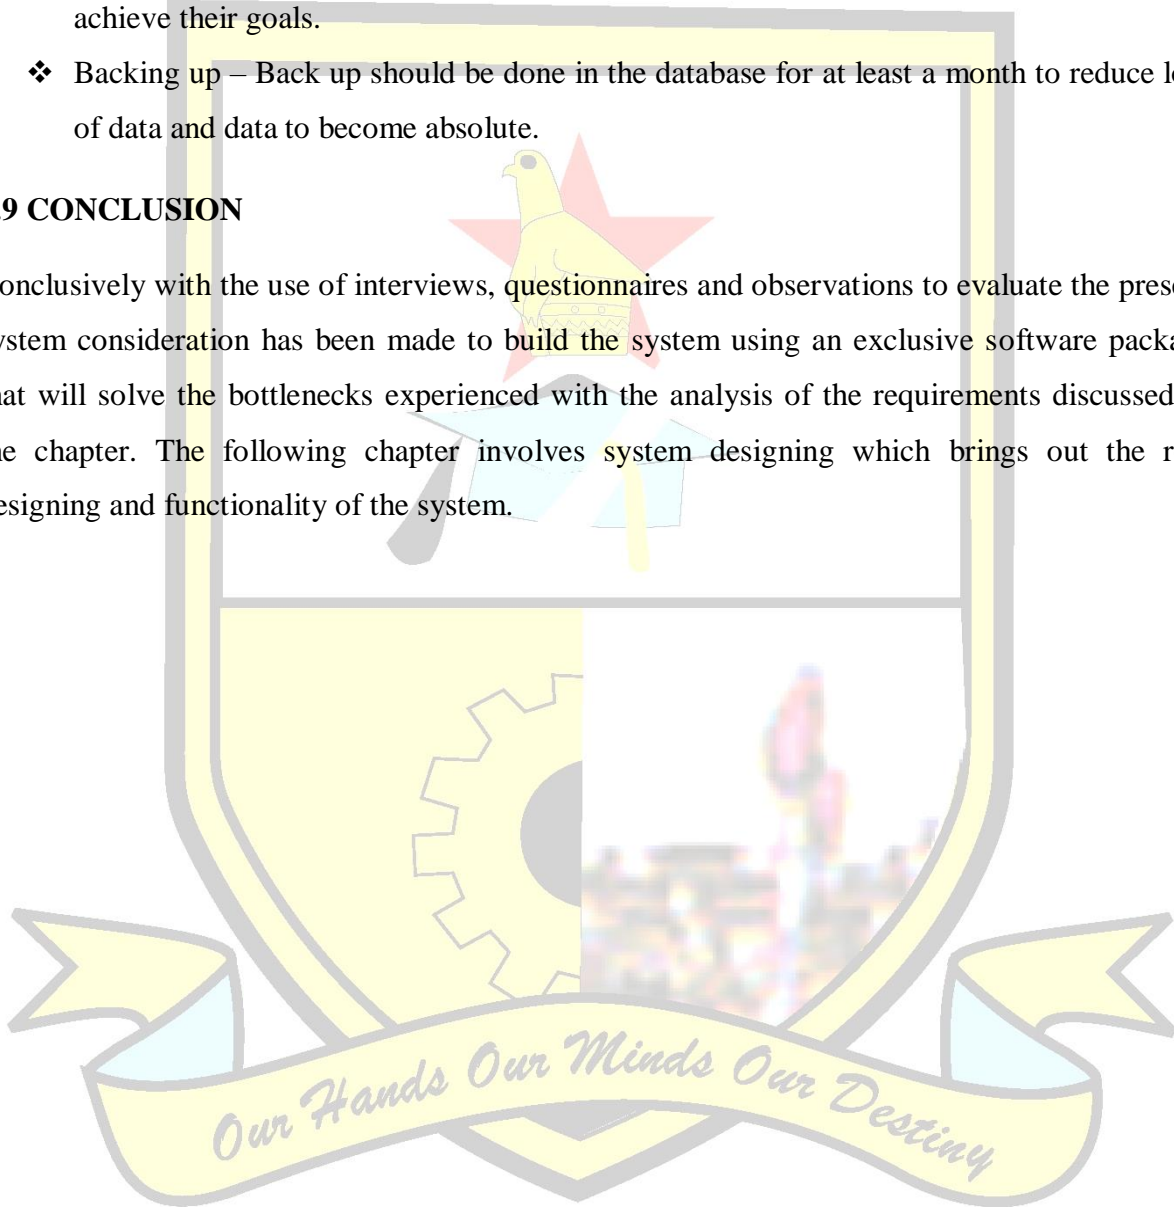 achieve their goals.
❖ Backing up – Back up should be done in the database for at least a month to reduce
of data and data to become absolute.
.9 CONCLUSION
onclusively with the use of interviews, questionnaires and observations to evaluate the prese
ystem consideration has been made to build the system using an exclusive software packa
hat will solve the bottlenecks experienced with the analysis of the requirements discussed
he chapter. The following chapter involves system designing which brings out the r
esigning and functionality of the system.
Our Hands Our Minds Our Destiny